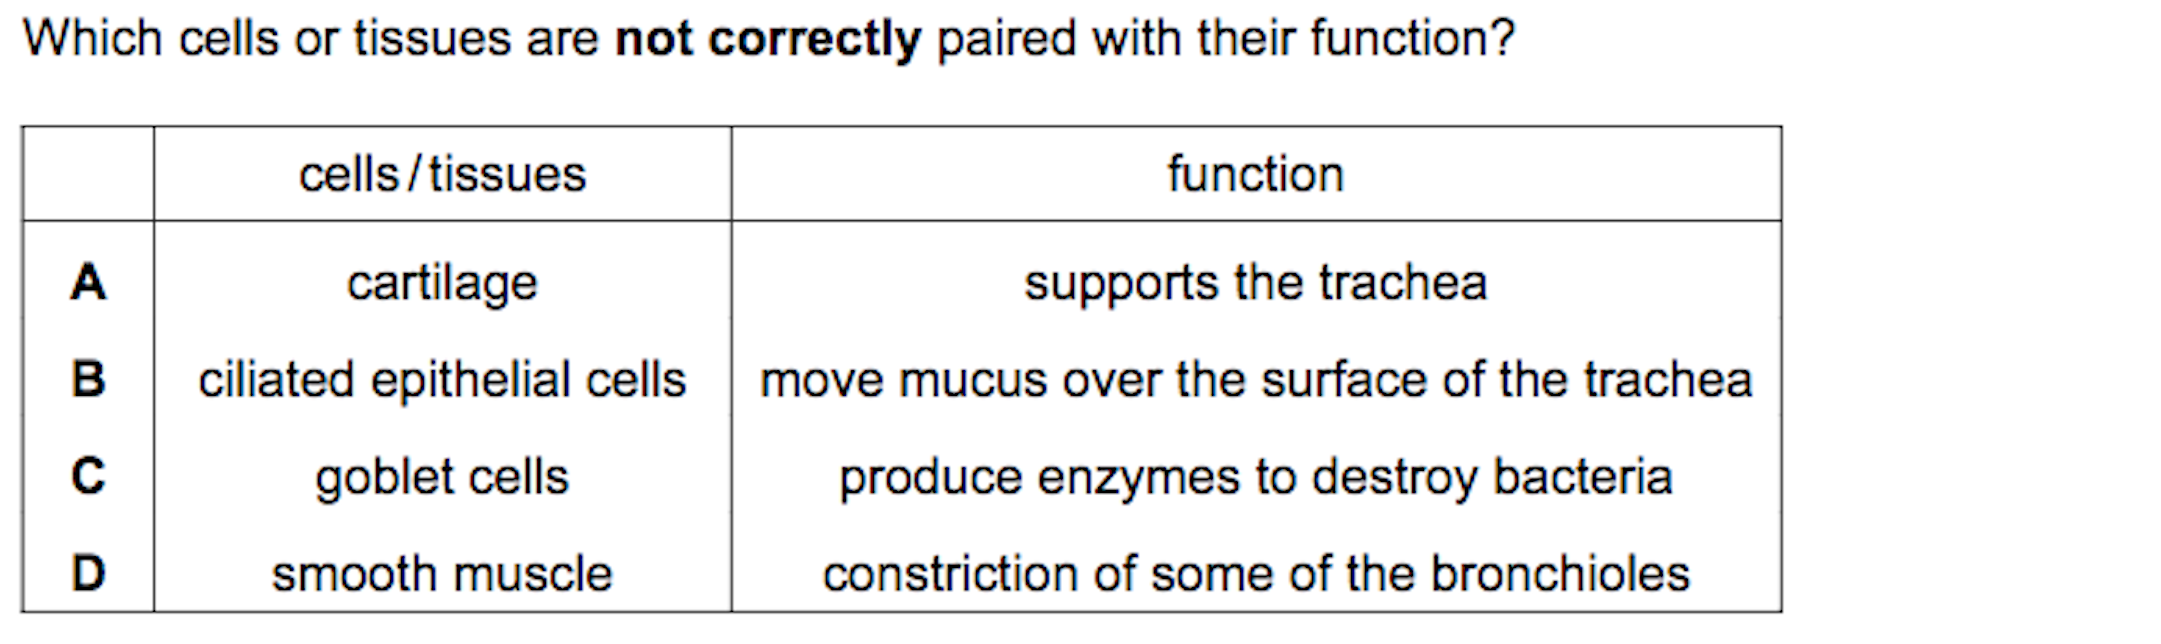 Which cells or tissues are not correctly paired with their function?
cells / tissues function
A cartilage supports the trachea
B ciliated epithelial cells move mucus over the surface of the trachea
C goblet cells produce enzymes to destroy bacteria
D smooth muscle constriction of some of the bronchioles